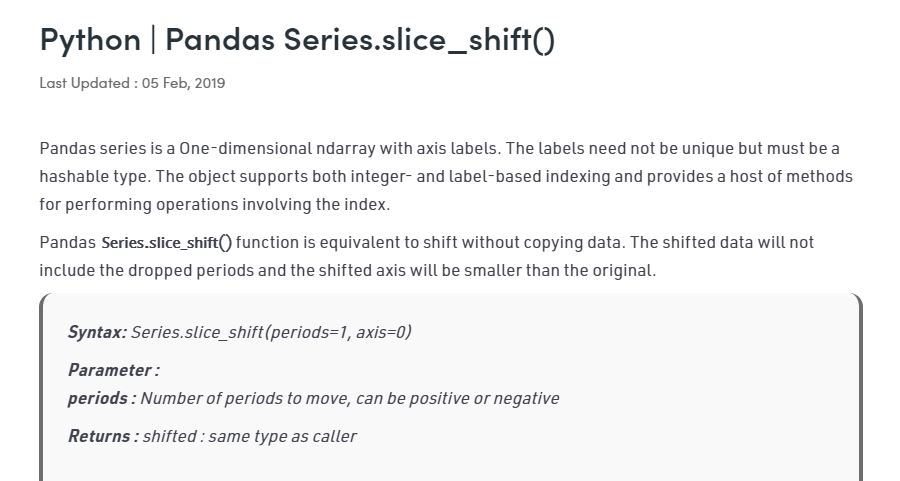 Python | Pandas Series.slice_shift()
Last Updated : 05 Feb, 2019
Pandas series is a One-dimensional ndarray with axis labels. The labels need not be unique but must be a
hashable type. The object supports both integer- and label-based indexing and provides a host of methods
for performing operations involving the index.
Pandas Series.slice_shift() function is equivalent to shift without copying data. The shifted data will not
include the dropped periods and the shifted axis will be smaller than the original.
Syntax: Series.slice_shift(periods=1, axis=0)
Parameter :
periods : Number of periods to move, can be positive or negative
Returns : shifted : same type as caller